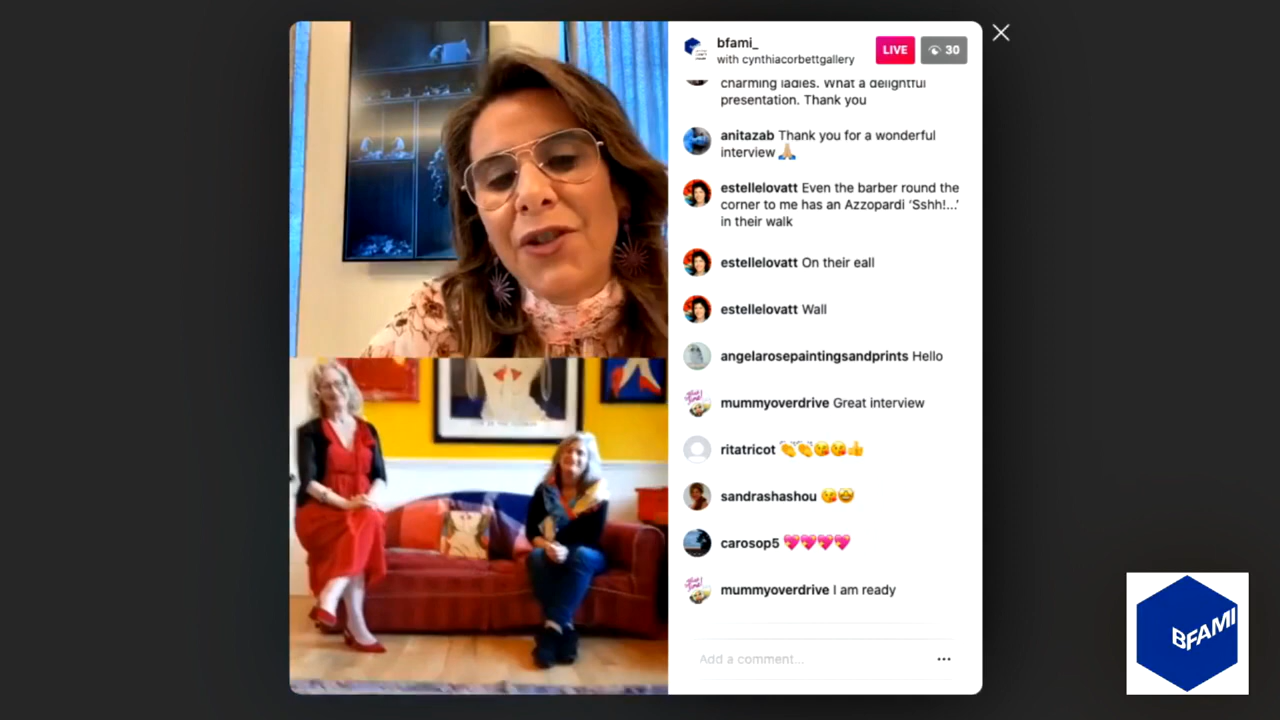 bfami_
with cynthiacorbettgallery
LIVE
30
charming ladies. What a delightful
presentation. Thank you
anitazab Thank you for a wonderful
interview 🙏🏼
estellelovatt Even the barber round the
corner to me has an Azzopardi ‘Sshh!...’
in their walk
estellelovatt On their eall
estellelovatt Wall
angelarosepaintingsandprints Hello
mummyoverdrive Great interview
ritatricot 👏👏😘😘👍
sandrashashou 😘🤩
carosop5 💖💖💖💖
mummyoverdrive I am ready
Add a comment...
BFAMI